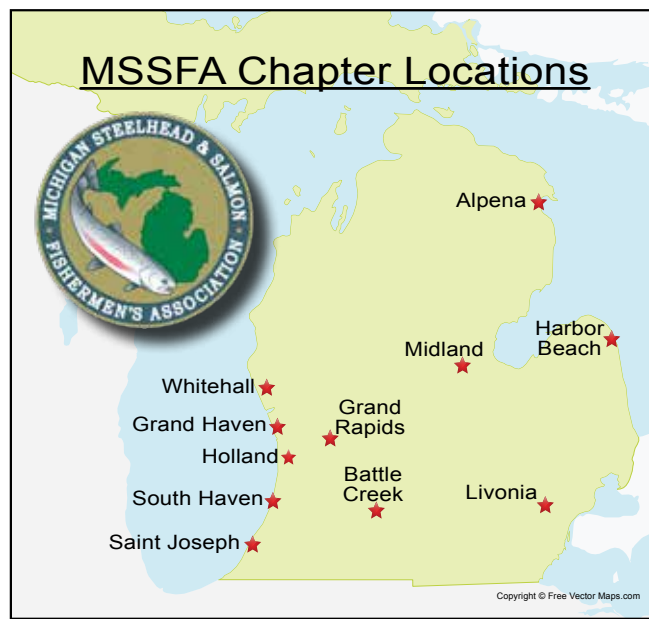 MSSFA Chapter Locations
MICHIGAN STEELHEAD & SALMON
FISHERMEN'S ASSOCIATION
Alpena
Harbor
Beach
Midland
Whitehall
Grand
Rapids
Grand Haven
Holland
Battle
Creek
South Haven
Livonia
Saint Joseph
Copyright © Free Vector Maps.com